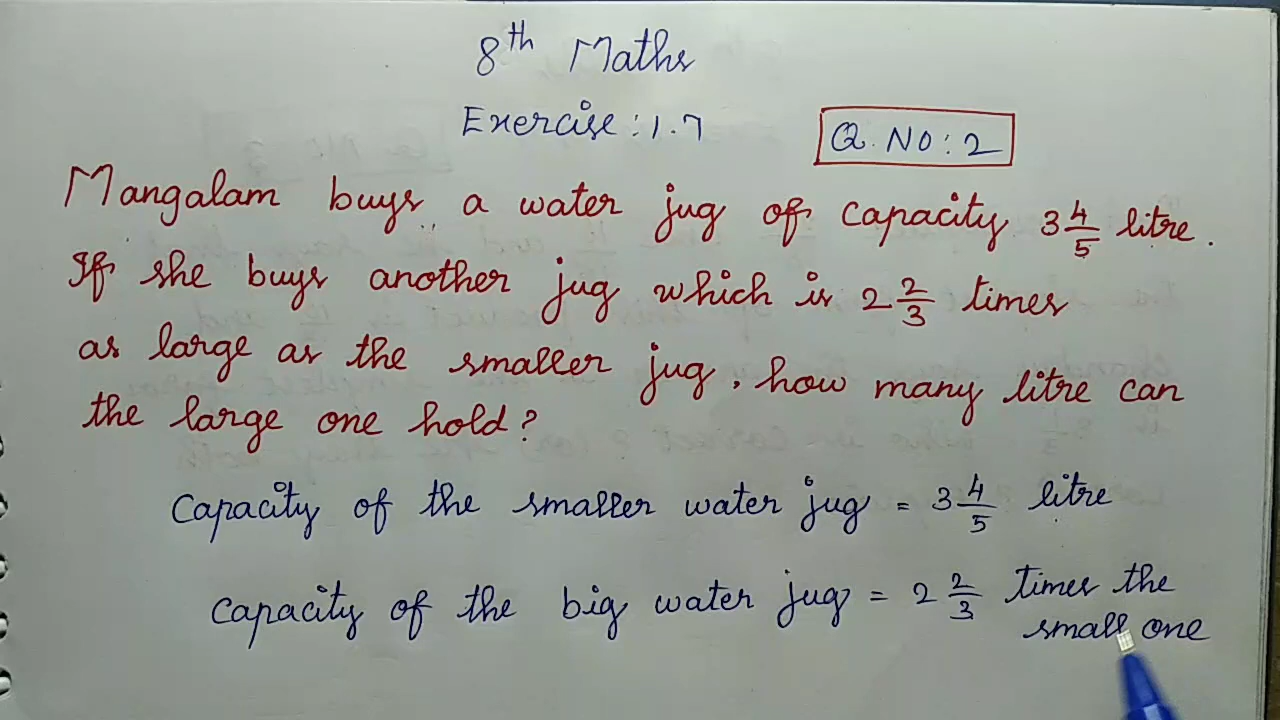 8th Maths
Exercise: 1.7
Q. No: 2
Mangalam buys a water jug of capacity 3 4/5 litre.
If she buys another jug which is 2 2/3 times
as large as the smaller jug, how many litre can
the large one hold?
Capacity of the smaller water jug = 3 4/5 litre
Capacity of the big water jug = 2 2/3 times the
small one